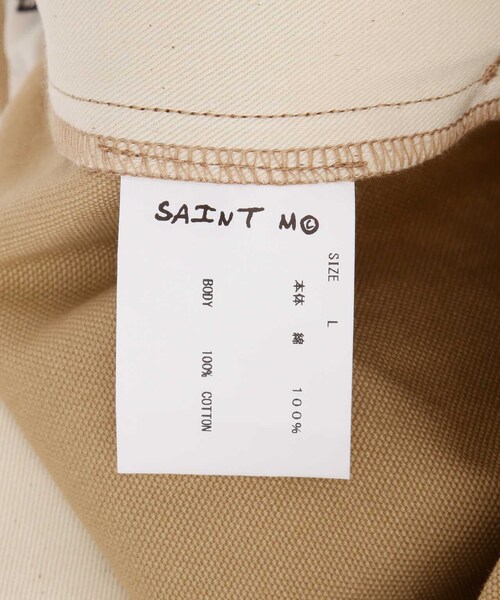 SAINT M©
SIZE L
本体 綿 100%
BODY 100% COTTON